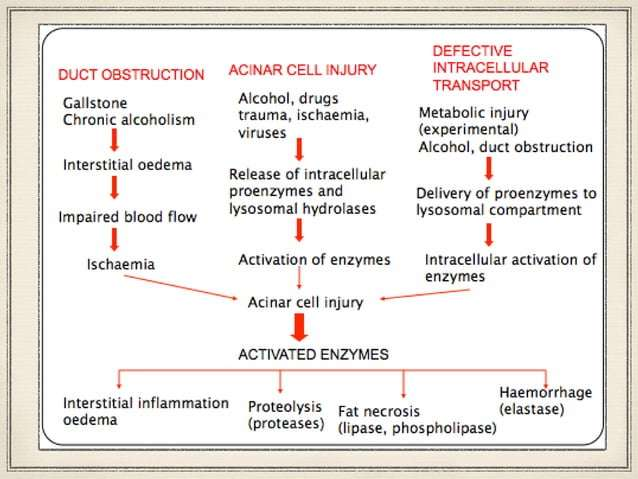 DUCT OBSTRUCTION
Gallstone
Chronic alcoholism
Interstitial oedema
Impaired blood flow
Ischaemia
ACINAR CELL INJURY
Alcohol, drugs
trauma, ischaemia,
viruses
Release of intracellular
proenzymes and
lysosomal hydrolases
Activation of enzymes
DEFECTIVE
INTRACELLULAR
TRANSPORT
Metabolic injury
(experimental)
Alcohol, duct obstruction
Delivery of proenzymes to
lysosomal compartment
Intracellular activation of
enzymes
Acinar cell injury
ACTIVATED ENZYMES
Interstitial inflammation
oedema
Proteolysis
(proteases)
Fat necrosis
(lipase, phospholipase)
Haemorrhage
(elastase)